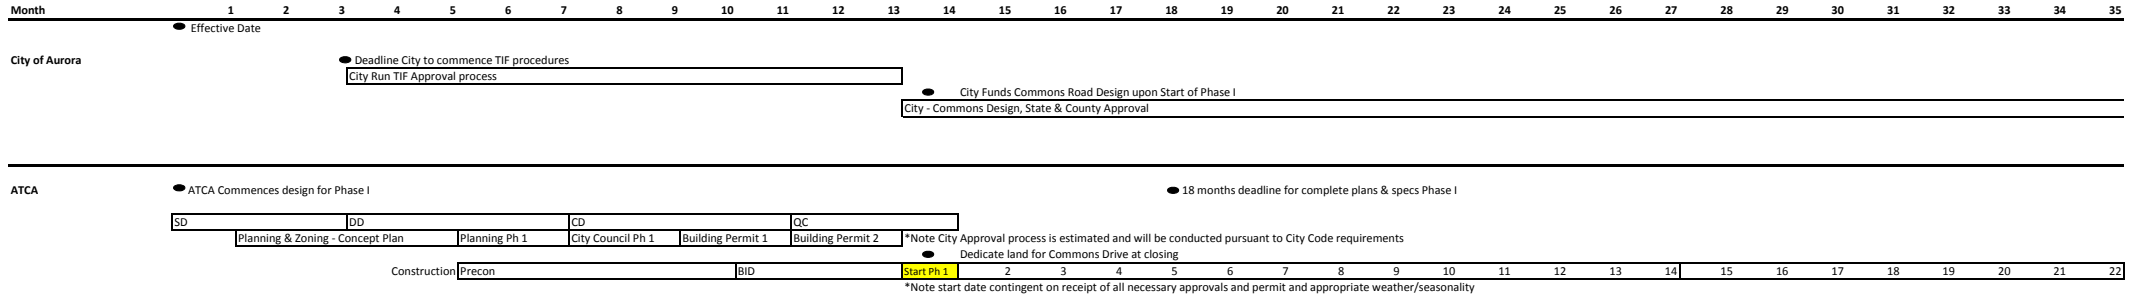 Month 1 2 3 4 5 6 7 8 9 10 11 12 13 14 15 16 17 18 19 20 21 22 23 24 25 26 27 28 29 30 31 32 33 34 35
Effective Date
City of Aurora Deadline City to commence TIF procedures
City Run TIF Approval process
City Funds Commons Road Design upon Start of Phase I
City - Commons Design, State & County Approval
ATCA ATCA Commences design for Phase I 18 months deadline for complete plans & specs Phase I
SD DD CD QC
Planning & Zoning - Concept Plan Planning Ph 1 City Council Ph 1 Building Permit 1 Building Permit 2 *Note City Approval process is estimated and will be conducted pursuant to City Code requirements
Dedicate land for Commons Drive at closing
Construction Precon BID Start Ph 1 2 3 4 5 6 7 8 9 10 11 12 13 14 15 16 17 18 19 20 21 22
*Note start date contingent on receipt of all necessary approvals and permit and appropriate weather/seasonality